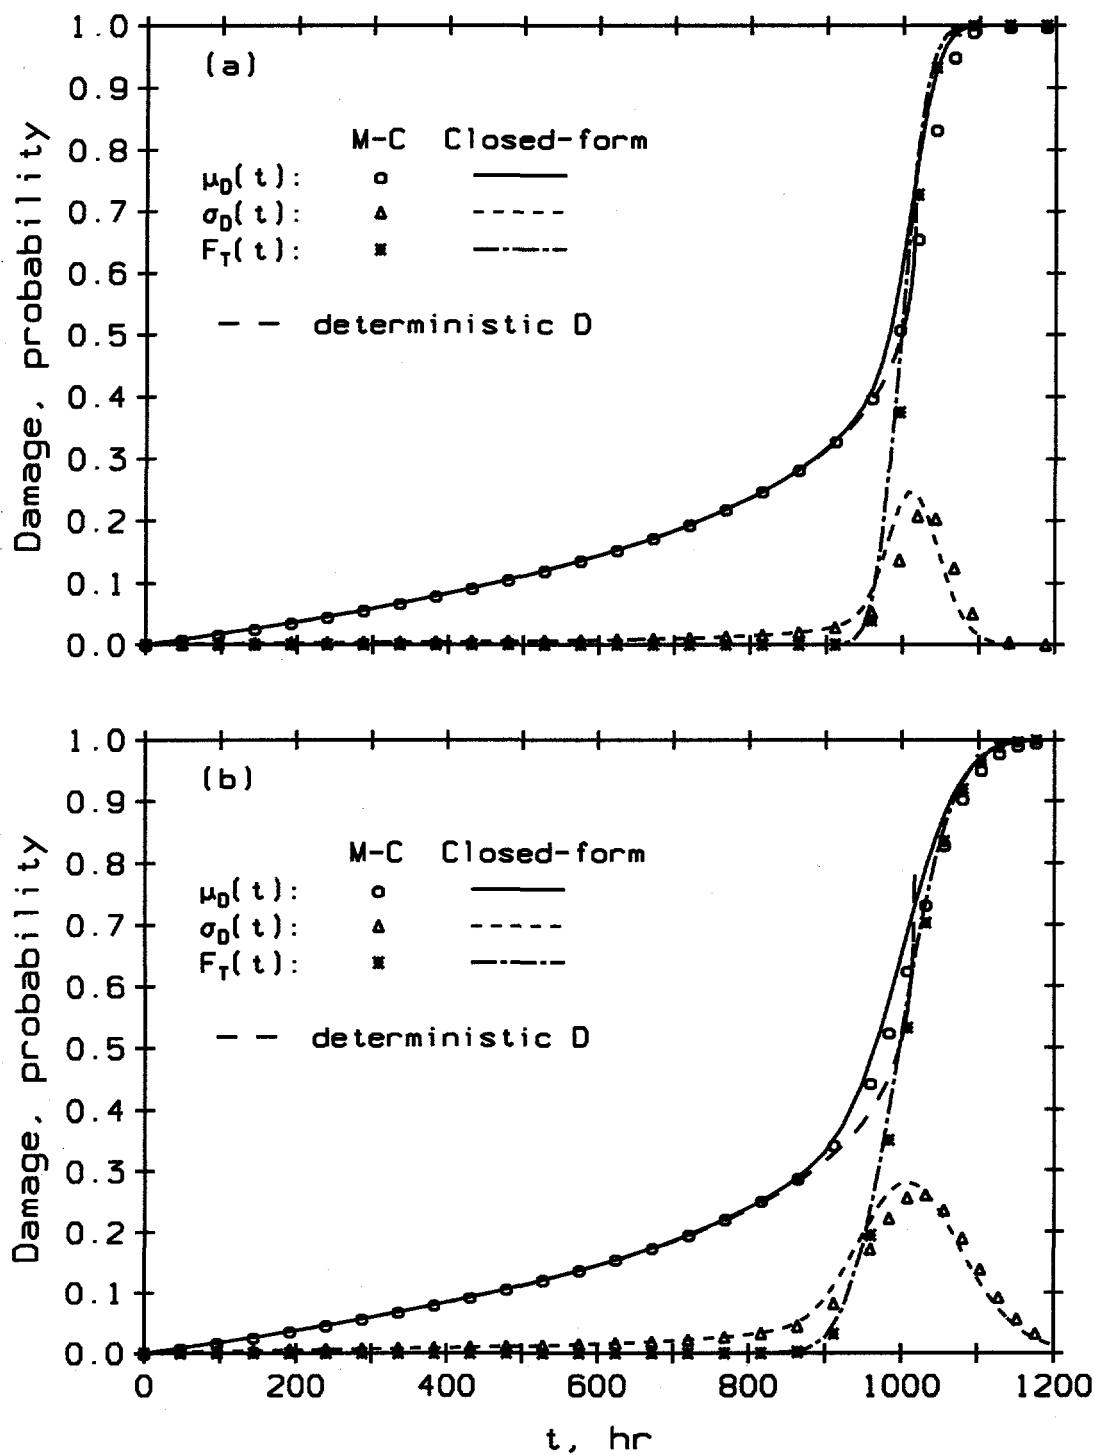 1.0
(a)
0.9
M-C Closed-form
0.8
μD(t):
0.7
σD(t):
FT(t):
0.6
deterministic D
0.5
0.4
0.3
0.2
0.1
0.0
Damage, probability
1.0
(b)
0.9
M-C Closed-form
0.8
μD(t):
0.7
σD(t):
FT(t):
0.6
deterministic D
0.5
0.4
0.3
0.2
0.1
0.0
Damage, probability
0 200 400 600 800 1000 1200
t, hr